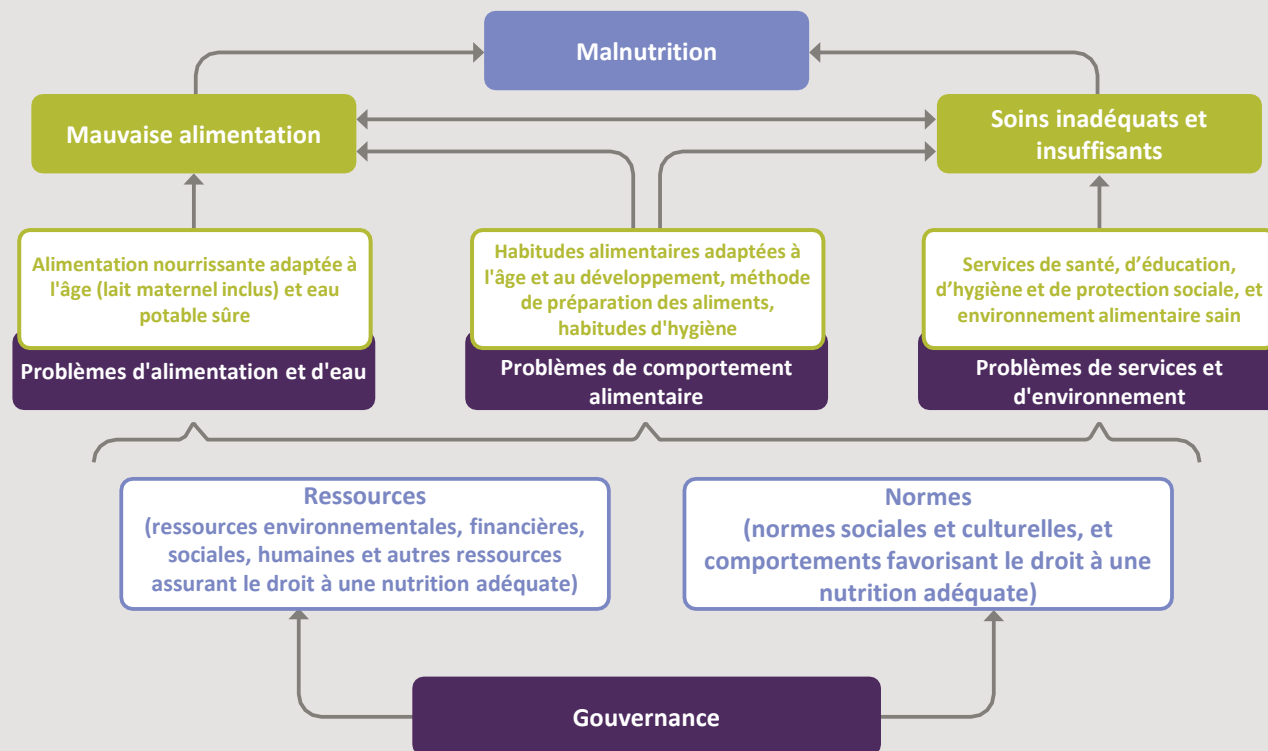 Malnutrition
Mauvaise alimentation
Soins inadéquats et
insuffisants
Alimentation nourrissante adaptée à
l'âge (lait maternel inclus) et eau
potable sûre
Problèmes d'alimentation et d'eau
Habitudes alimentaires adaptées à
l'âge et au développement, méthode
de préparation des aliments,
habitudes d'hygiène
Problèmes de comportement
alimentaire
Services de santé, d’éducation,
d’hygiène et de protection sociale, et
environnement alimentaire sain
Problèmes de services et
d'environnement
Ressources
(ressources environnementales, financières,
sociales, humaines et autres ressources
assurant le droit à une nutrition adéquate)
Normes
(normes sociales et culturelles, et
comportements favorisant le droit à une
nutrition adéquate)
Gouvernance